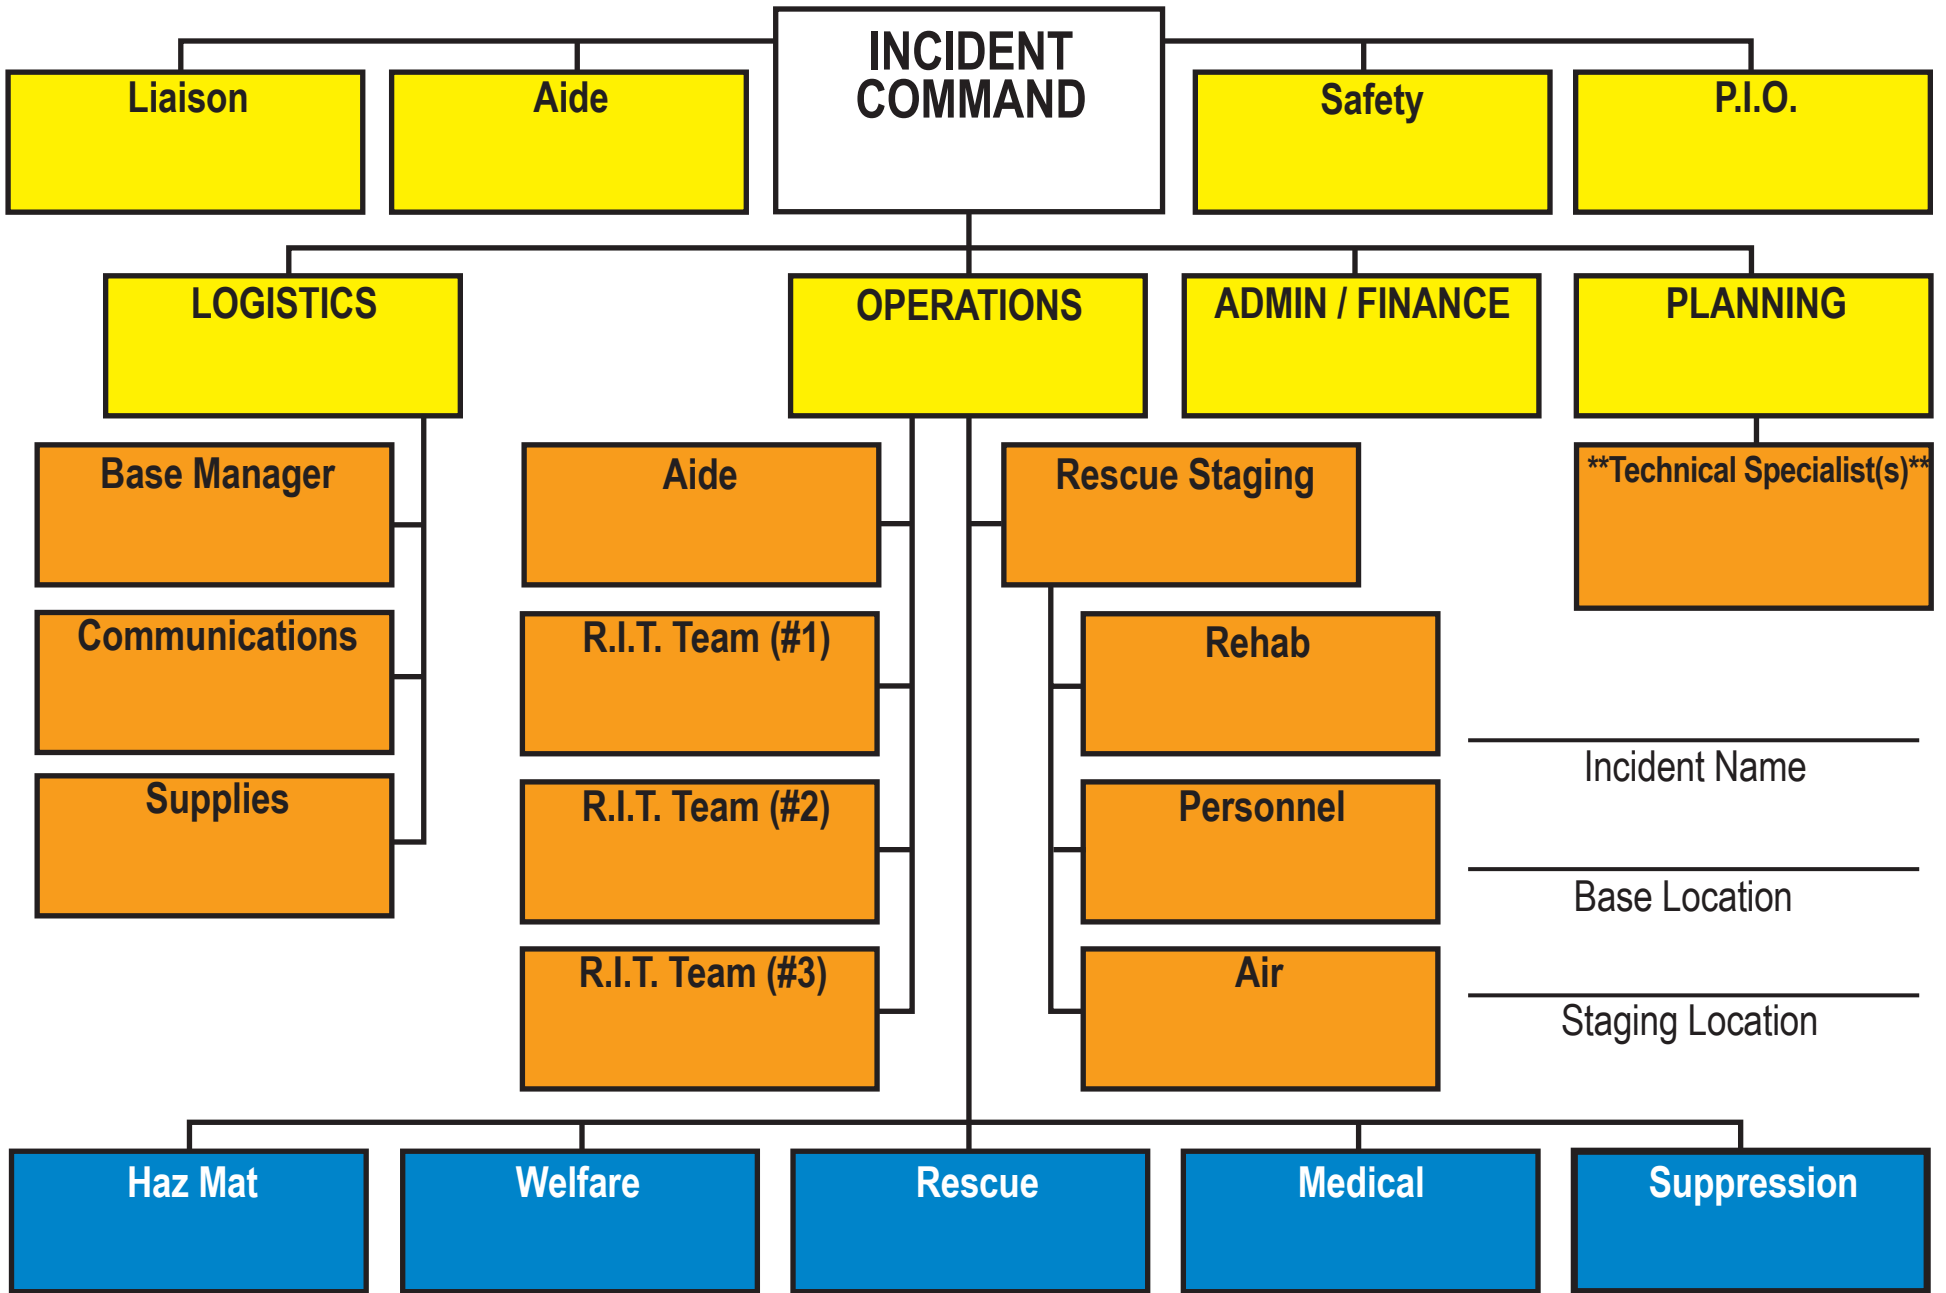 INCIDENT
COMMAND
Liaison
Aide
Safety
P.I.O.
LOGISTICS
OPERATIONS
ADMIN / FINANCE
PLANNING
Base Manager
Aide
Rescue Staging
**Technical Specialist(s)**
Communications
R.I.T. Team (#1)
Rehab
Incident Name
Supplies
R.I.T. Team (#2)
Personnel
Base Location
R.I.T. Team (#3)
Air
Staging Location
Haz Mat
Welfare
Rescue
Medical
Suppression